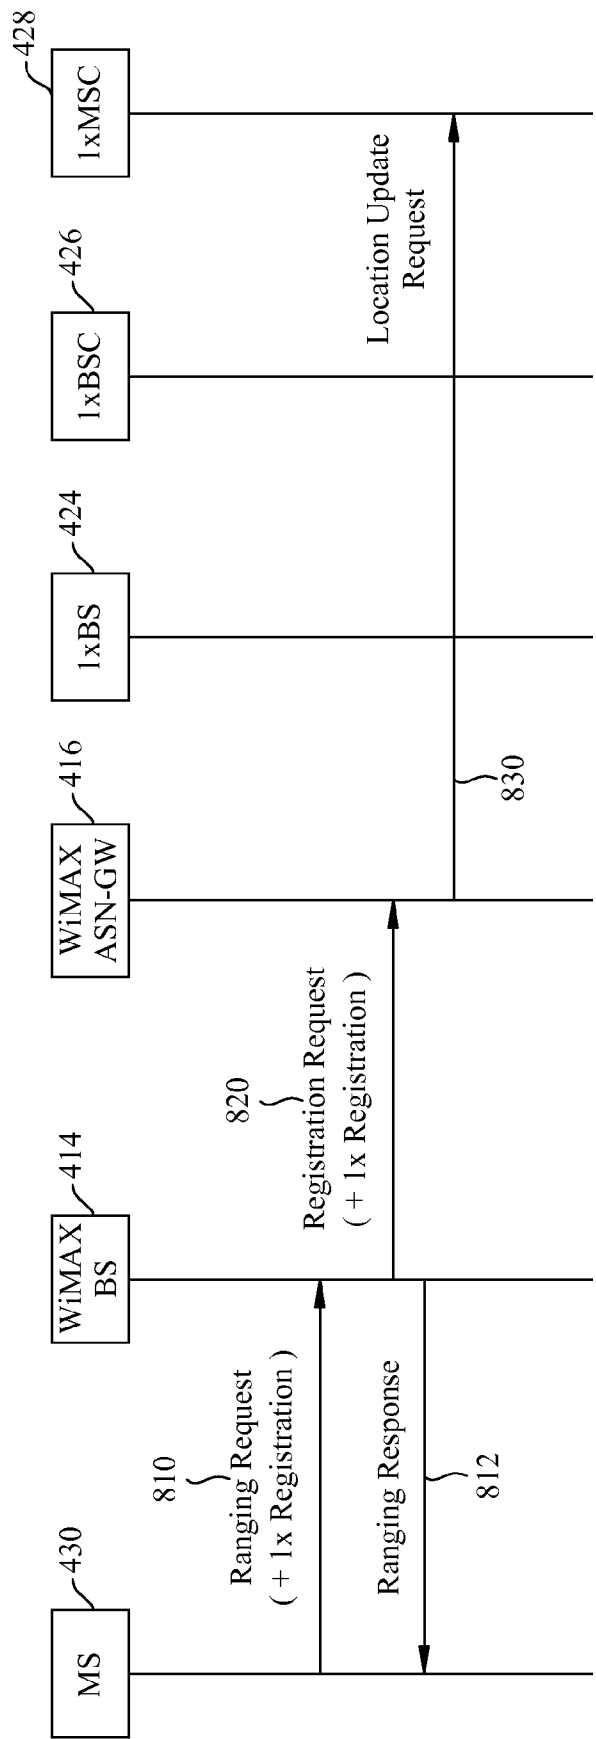 430
MS
414
WiMAX
BS
416
WiMAX
ASN-GW
424
1xBS
426
1xBSC
428
1xMSC
810
Ranging Request
( + 1x Registration )
820
Registration Request
( + 1x Registration )
Ranging Response
812
830
Location Update
Request